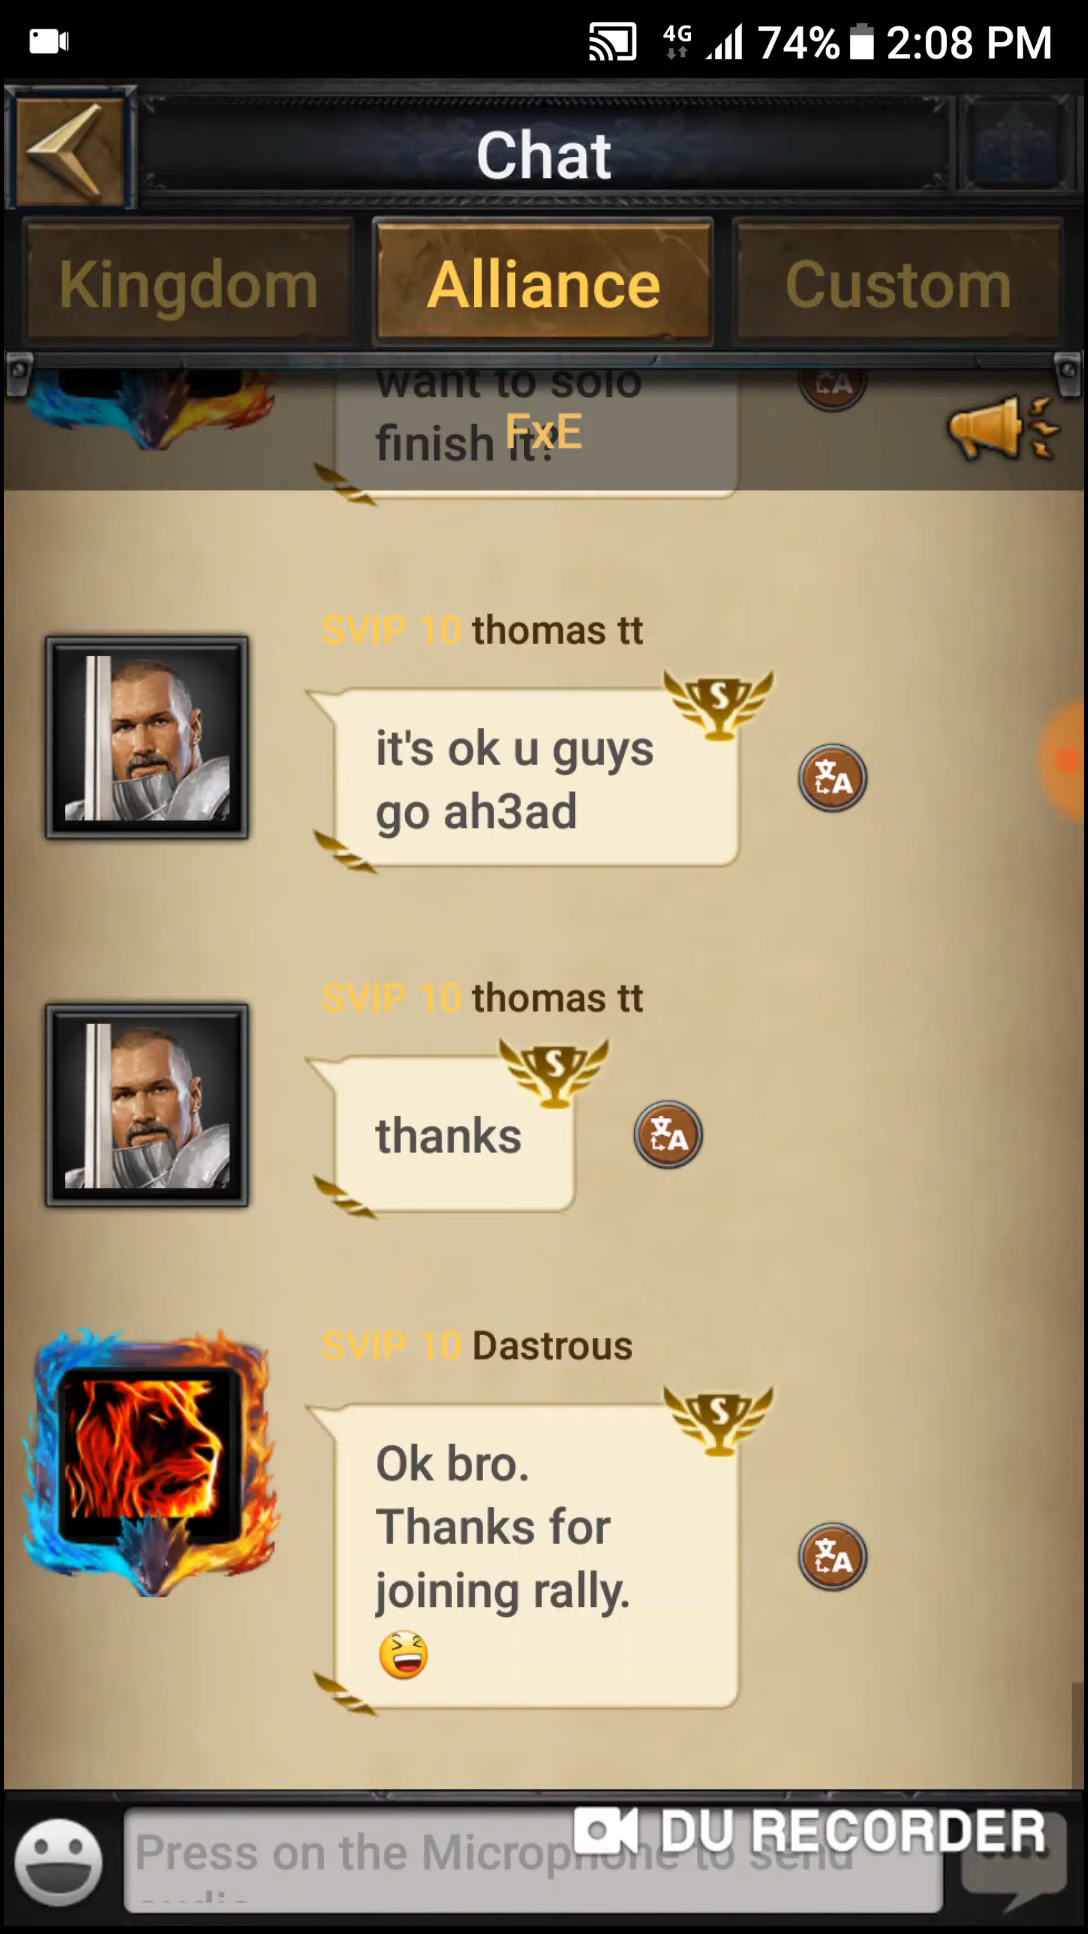 4G 74% 2:08 PM
Chat
Kingdom Alliance Custom
want to solo
finish it?
FxE
SVIP 10 thomas tt
it's ok u guys
go ah3ad
SVIP 10 thomas tt
thanks
SVIP 10 Dastrous
Ok bro.
Thanks for
joining rally.
DU RECORDER
Press on the Microphone to send